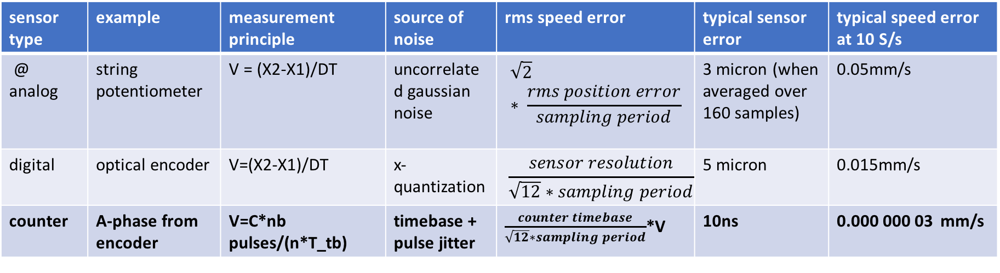 sensor type
example
measurement principle
source of noise
rms speed error
typical sensor error
typical speed error at 10 S/s
@ analog
string potentiometer
V = (X2-X1)/DT
uncorrelate
d gaussian
noise
√2
* rms position error
sampling period
3 micron (when
averaged over
160 samples)
0.05mm/s
digital
optical encoder
V=(X2-X1)/DT
x-
quantization
sensor resolution
√12 * sampling period
5 micron
0.015mm/s
counter
A-phase from
encoder
V=C*nb
pulses/(n*T_tb)
timebase +
pulse jitter
counter timebase
√12*sampling period *V
10ns
0.000 000 03 mm/s